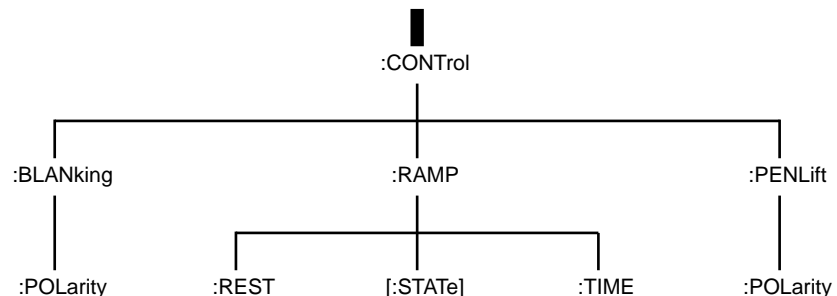 :CONTrol
:BLANking :RAMP :PENLift
:POLarity :REST [:STATe] :TIME :POLarity